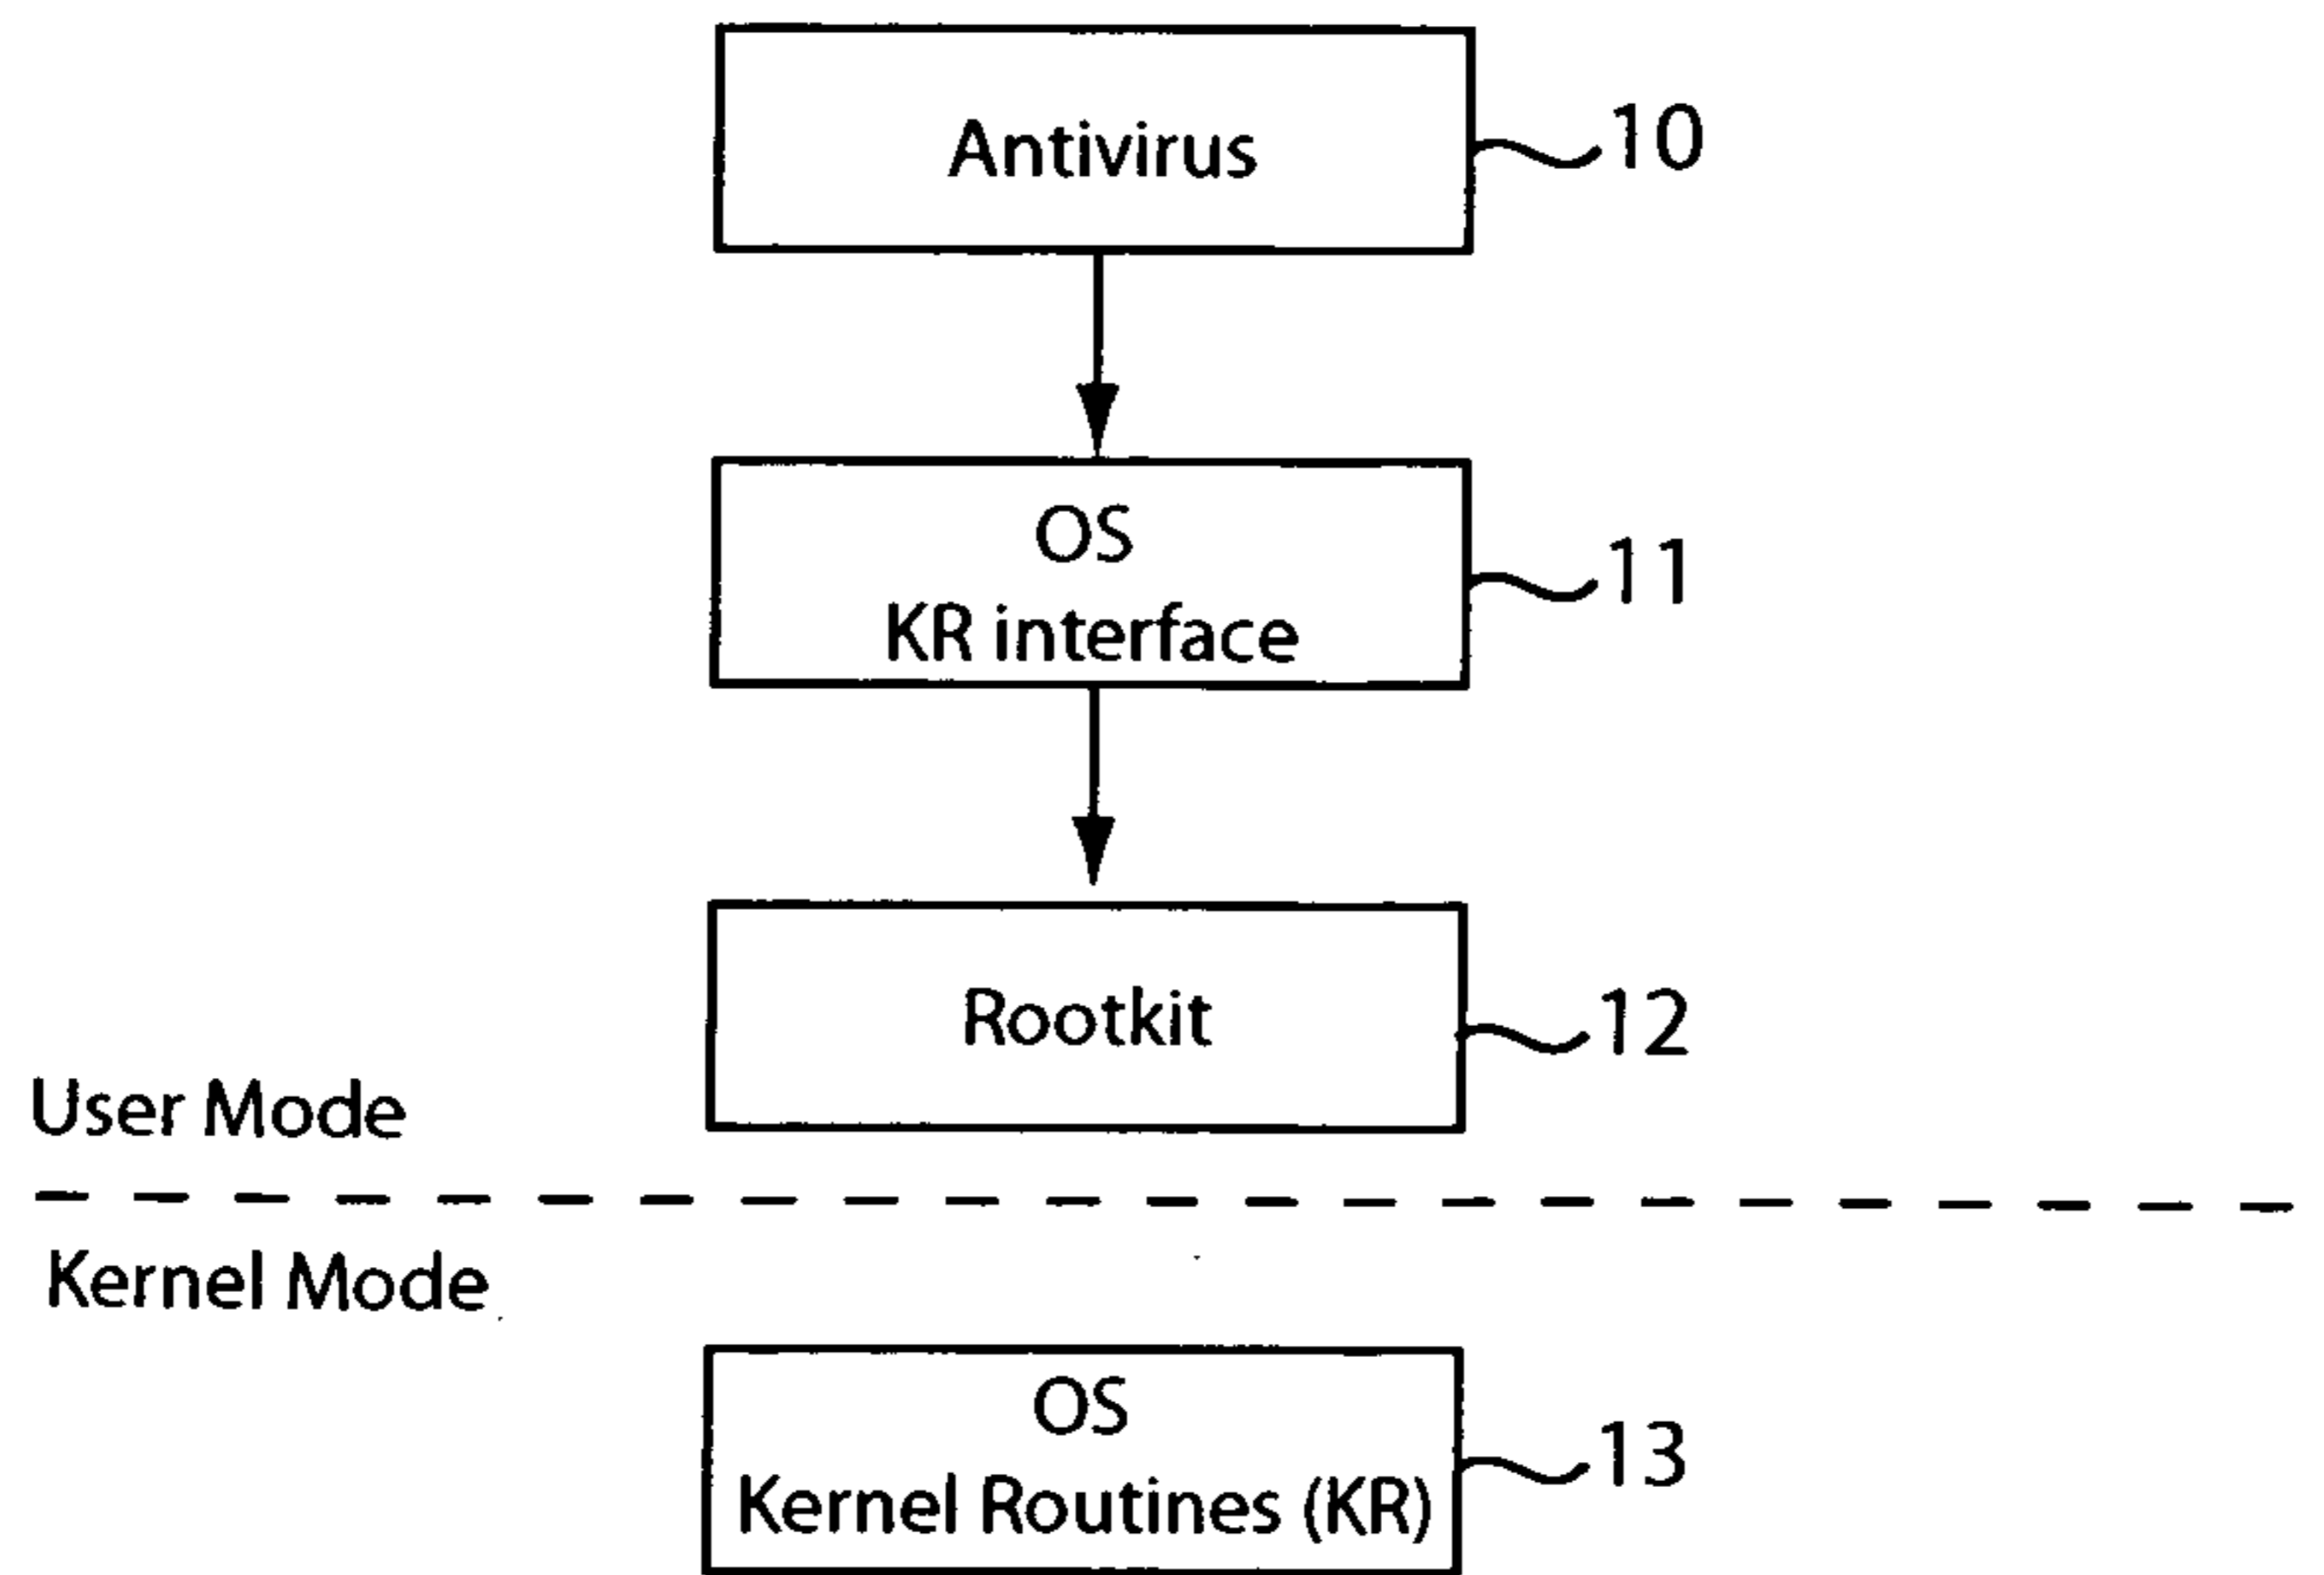 Antivirus
10
OS
KR interface
11
Rootkit
12
User Mode
Kernel Mode
OS
Kernel Routines (KR)
13